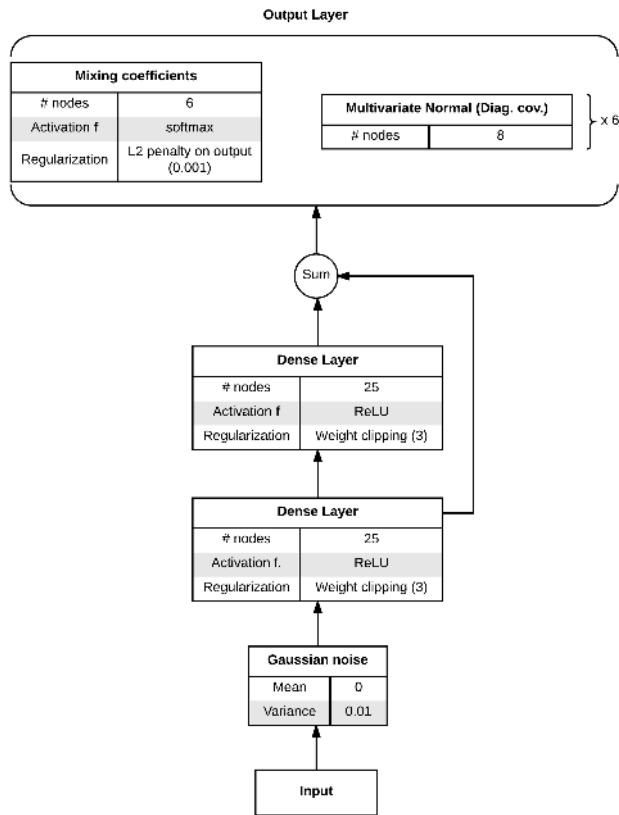 Output Layer
Mixing coefficients
# nodes 6
Activation f softmax
Regularization L2 penalty on output
(0.001)
Multivariate Normal (Diag. cov.)
# nodes 8
x 6
Sum
Dense Layer
# nodes 25
Activation f ReLU
Regularization Weight clipping (3)
Dense Layer
# nodes 25
Activation f. ReLU
Regularization Weight clipping (3)
Gaussian noise
Mean 0
Variance 0.01
Input